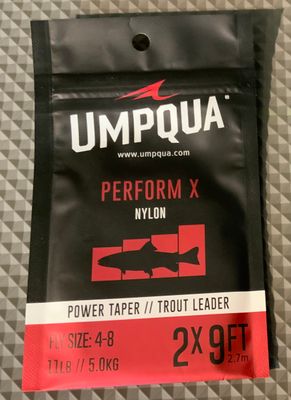 UMPQUA
www.umpqua.com
PERFORM X
NYLON
POWER TAPER // TROUT LEADER
FLY SIZE: 4-8
11LB // 5.0KG
2X 9FT
2.7m